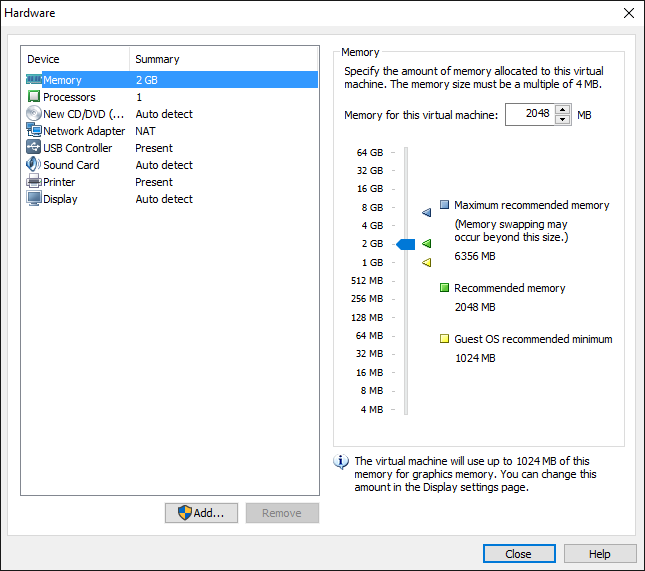 Hardware
Device Summary
Memory 2 GB
Processors 1
New CD/DVD (... Auto detect
Network Adapter NAT
USB Controller Present
Sound Card Auto detect
Printer Present
Display Auto detect
Add...
Remove
Memory
Specify the amount of memory allocated to this virtual
machine. The memory size must be a multiple of 4 MB.
Memory for this virtual machine: 2048 MB
64 GB
32 GB
16 GB
8 GB
4 GB
2 GB
1 GB
512 MB
256 MB
128 MB
64 MB
32 MB
16 MB
8 MB
4 MB
Maximum recommended memory
(Memory swapping may
occur beyond this size.)
6356 MB
Recommended memory
2048 MB
Guest OS recommended minimum
1024 MB
The virtual machine will use up to 1024 MB of this
memory for graphics memory. You can change this
amount in the Display settings page.
Close
Help